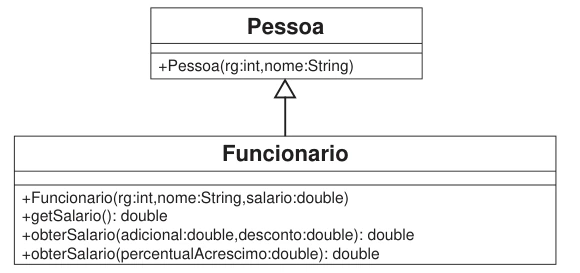 Pessoa
+Pessoa(rg:int,nome:String)
Funcionario
+Funcionario(rg:int,nome:String,salario:double)
+getSalario(): double
+obterSalario(adicional:double,desconto:double): double
+obterSalario(percentualAcrescimo:double): double